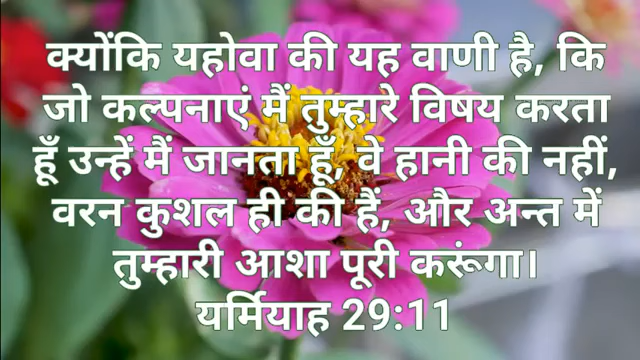 क्योंकि यहोवा की यह वाणी है, कि
जो कल्पनाएं मैं तुम्हारे विषय करता
हूँ उन्हें मैं जानता हूँ, वे हानी की नहीं,
वरन कुशल ही की हैं, और अन्त में
तुम्हारी आशा पूरी करूंगा।
यर्मियाह 29:11